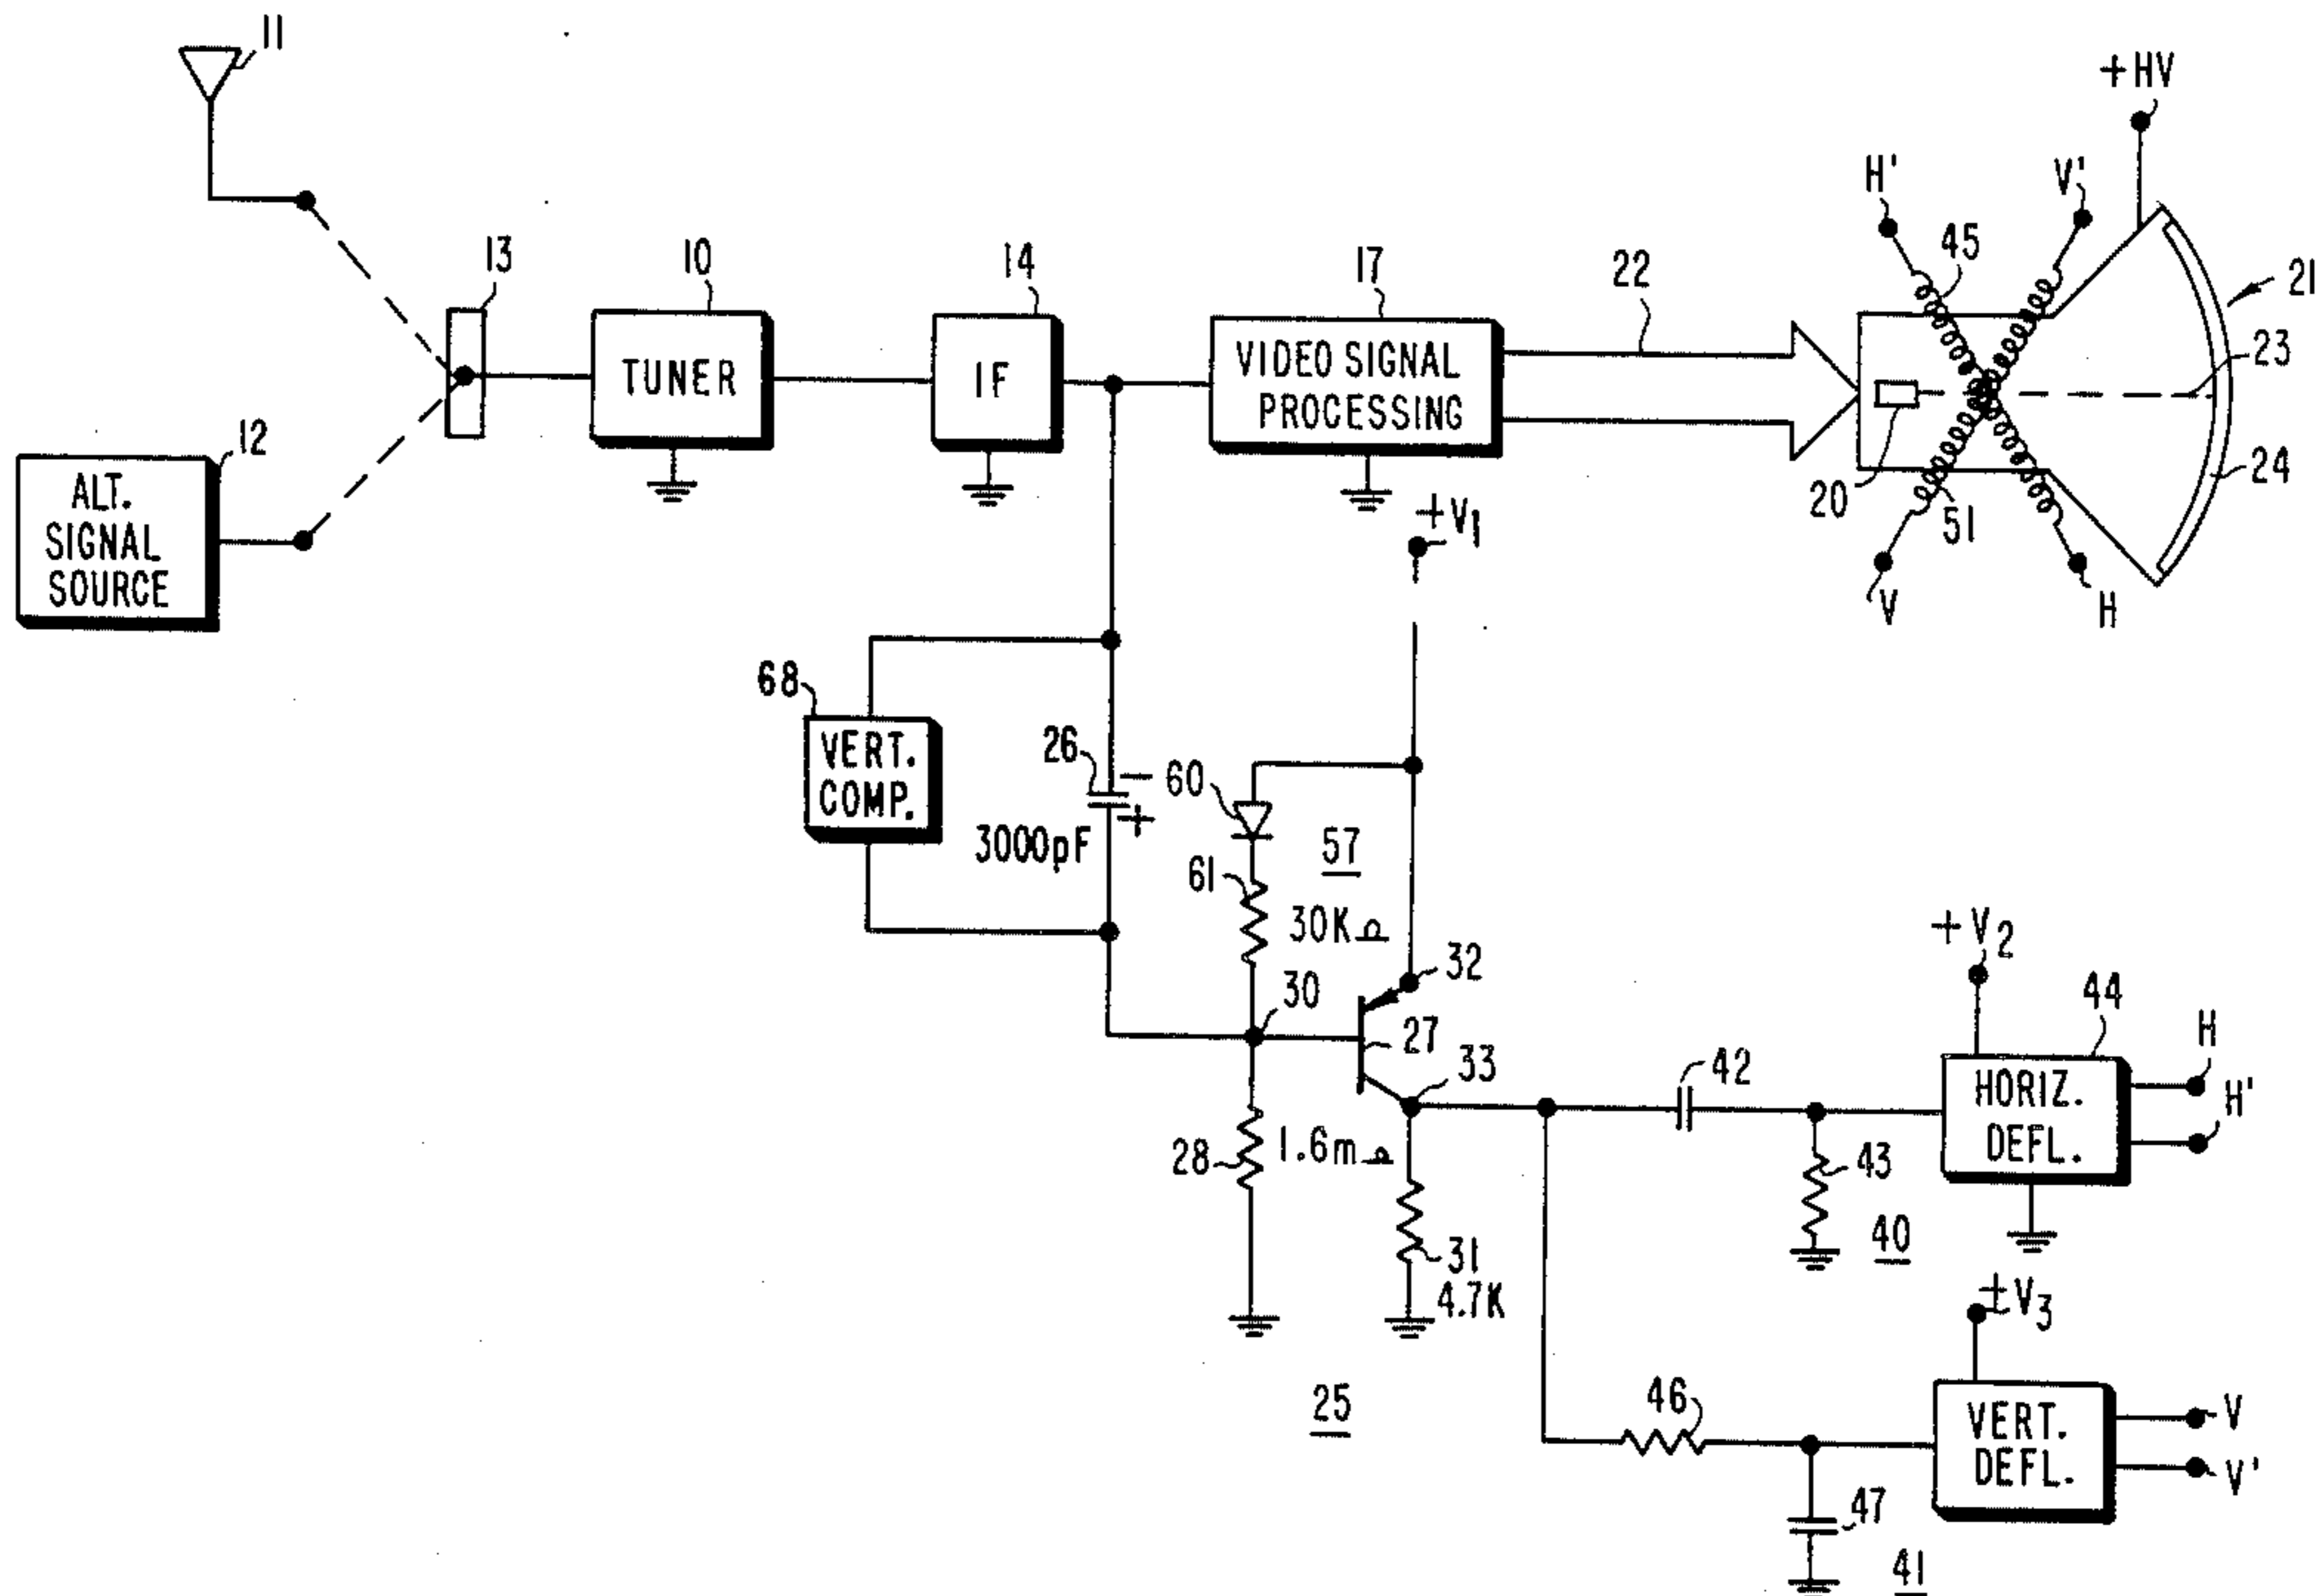 11
+HV
H'
V'
45
13
10
14
17
22
21
TUNER
IF
VIDEO SIGNAL
PROCESSING
23
12
ALT.
SIGNAL
SOURCE
20
51
24
+V1
V
H
68
VERT.
COMP.
26
−
+
3000pF
60
57
61
30K
30
32
27
33
+V2
44
H
H'
HORIZ.
DEFL.
42
43
40
28
1.6m
31
4.7K
±V3
25
46
VERT.
DEFL.
V
V'
47
41